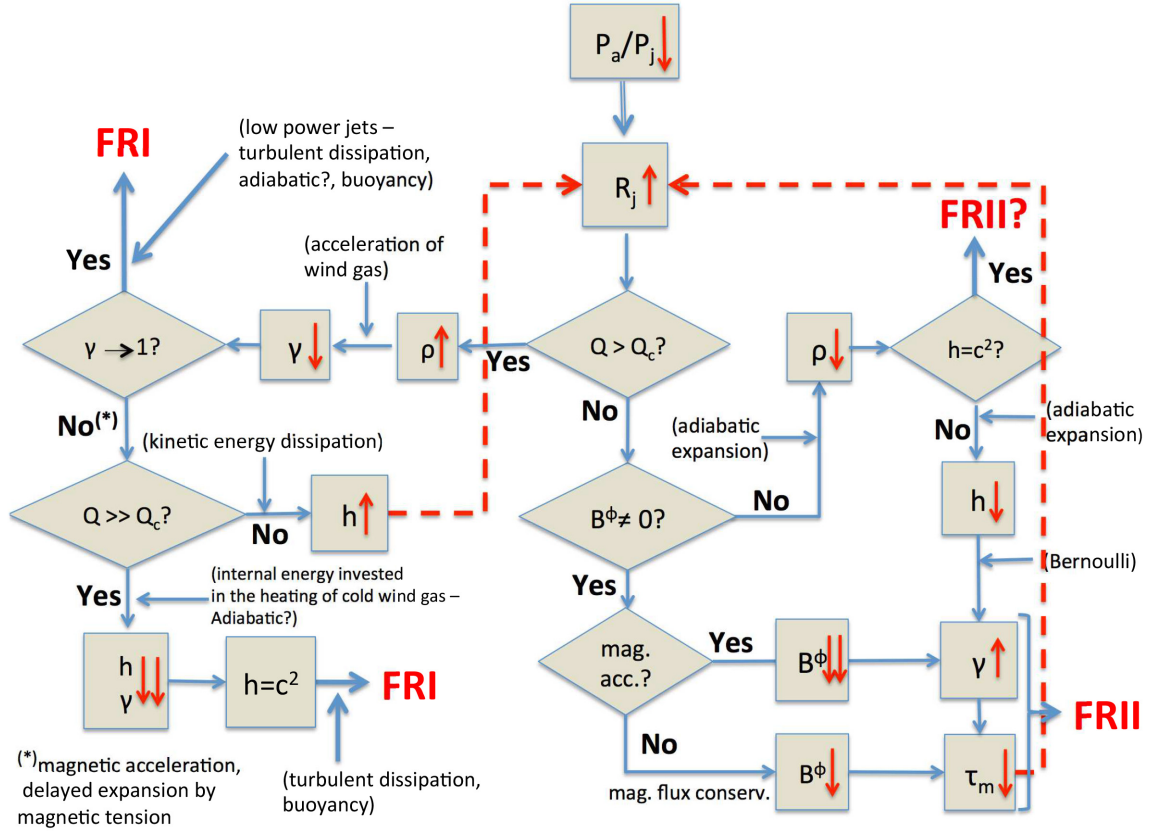 Pa/Pj
Rj
FRI
(low power jets –
turbulent dissipation,
adiabatic?, buoyancy)
Yes
(acceleration of
wind gas)
FRII?
Yes
γ →1?
γ
ρ
Yes
Q > Qc?
ρ
h=c²?
No(*)
(kinetic energy dissipation)
No
(adiabatic
expansion)
No
(adiabatic
expansion)
Q >> Qc?
No
h
Bᶲ≠ 0?
No
h
Yes
(internal energy invested
in the heating of cold wind gas –
Adiabatic?)
Yes
(Bernoulli)
h
γ
h=c²
FRI
mag.
acc.?
Yes
Bᶲ
γ
FRII
No
mag. flux conserv.
Bᶲ
τm
(*)magnetic acceleration,
delayed expansion by
magnetic tension
(turbulent dissipation,
buoyancy)